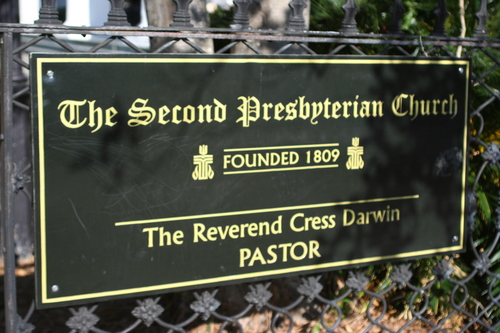 The Second Presbyterian Church
FOUNDED 1809
The Reverend Cress Darwin
PASTOR